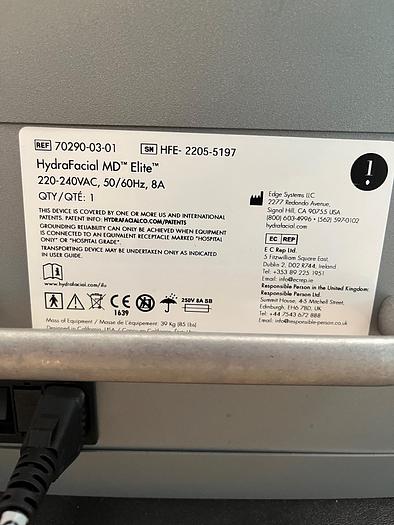 REF 70290-03-01 SN HFE- 2205-5197
HydraFacial MD™ Elite™
220-240VAC, 50/60Hz, 8A
QTY/QTÉ: 1
THIS DEVICE IS COVERED BY ONE OR MORE US AND INTERNATIONAL
PATENTS. PATENT INFO: HYDRAFACIALCO.COM/PATENTS
GROUNDING RELIABILITY CAN ONLY BE ACHIEVED WHEN EQUIPMENT
IS CONNECTED TO AN EQUIVALENT RECEPTACLE MARKED "HOSPITAL
ONLY" OR "HOSPITAL GRADE".
TRANSPORTING DEVICE MAY BE UNDERTAKEN ONLY AS INDICATED
IN USER GUIDE.
www.hydrafacial.com/ifu
CE
1639
250V 8A SB
Mass of Equipment / Masse de L'équipement: 39 Kg (85 Lbs)
Designed in California, USA /
1
Edge Systems LLC
2277 Redondo Avenue,
Signal Hill, CA 90755 USA
(800) 603-4996 • (562) 597-0102
hydrafacial.com
EC REP
E C Rep Ltd.
5 Fitzwilliam Square East,
Dublin 2, D02 R744, Ireland
Tel: +353 89 225 1951
Email: info@ecrep.ie
Responsible Person in the United Kingdom:
Responsible Person Ltd.
Summit House, 4-5 Mitchell Street,
Edinburgh, EH6 7BD, UK
Tel: +44 7543 672 888
Email: info@responsible-person.co.uk